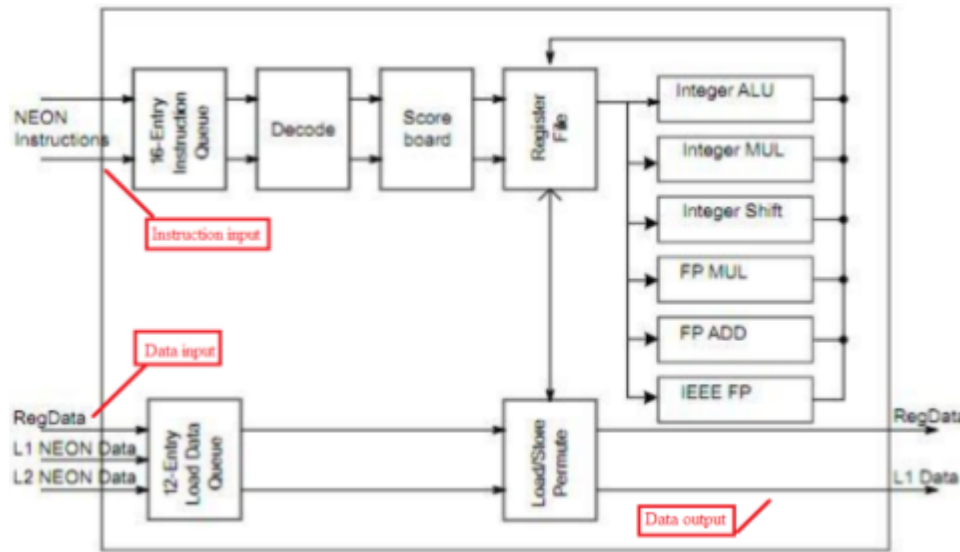 NEON
Instructions
16-Entry
Instruction
Queue
Decode
Score
board
Register
File
Integer ALU
Integer MUL
Integer Shift
FP MUL
FP ADD
IEEE FP
Instruction input
Data input
RegData
L1 NEON Data
L2 NEON Data
12-Entry
Load Data
Queue
Load/Store
Permute
RegData
L1 Data
Data output